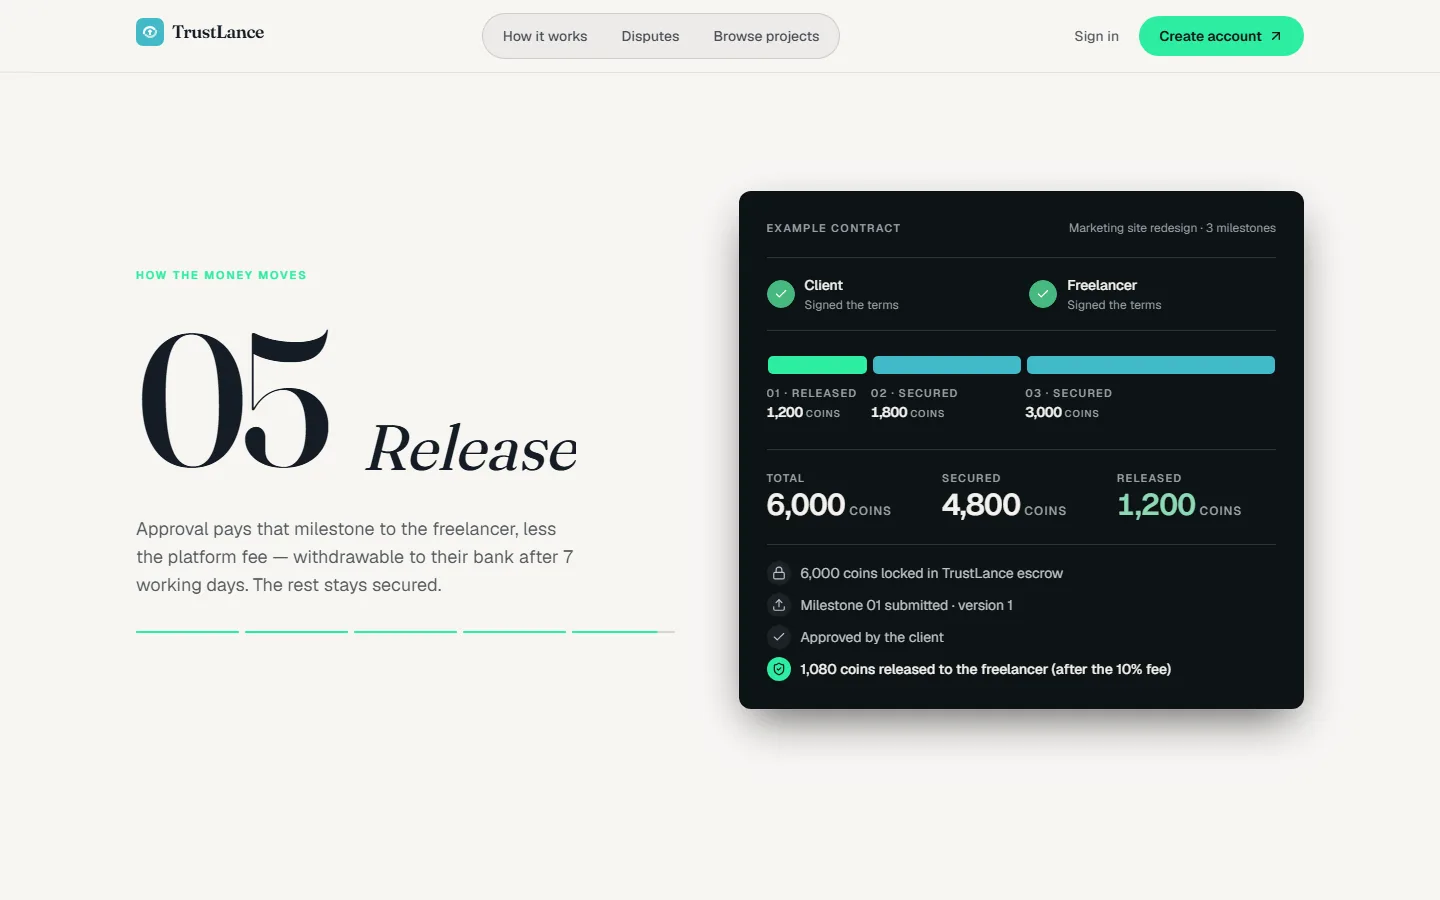 TrustLance
How it works
Disputes
Browse projects
Sign in
Create account
HOW THE MONEY MOVES
05 Release
Approval pays that milestone to the freelancer, less
the platform fee — withdrawable to their bank after 7
working days. The rest stays secured.
EXAMPLE CONTRACT
Marketing site redesign · 3 milestones
Client
Signed the terms
Freelancer
Signed the terms
01 · RELEASED
1,200 COINS
02 · SECURED
1,800 COINS
03 · SECURED
3,000 COINS
TOTAL
6,000 COINS
SECURED
4,800 COINS
RELEASED
1,200 COINS
6,000 coins locked in TrustLance escrow
Milestone 01 submitted · version 1
Approved by the client
1,080 coins released to the freelancer (after the 10% fee)